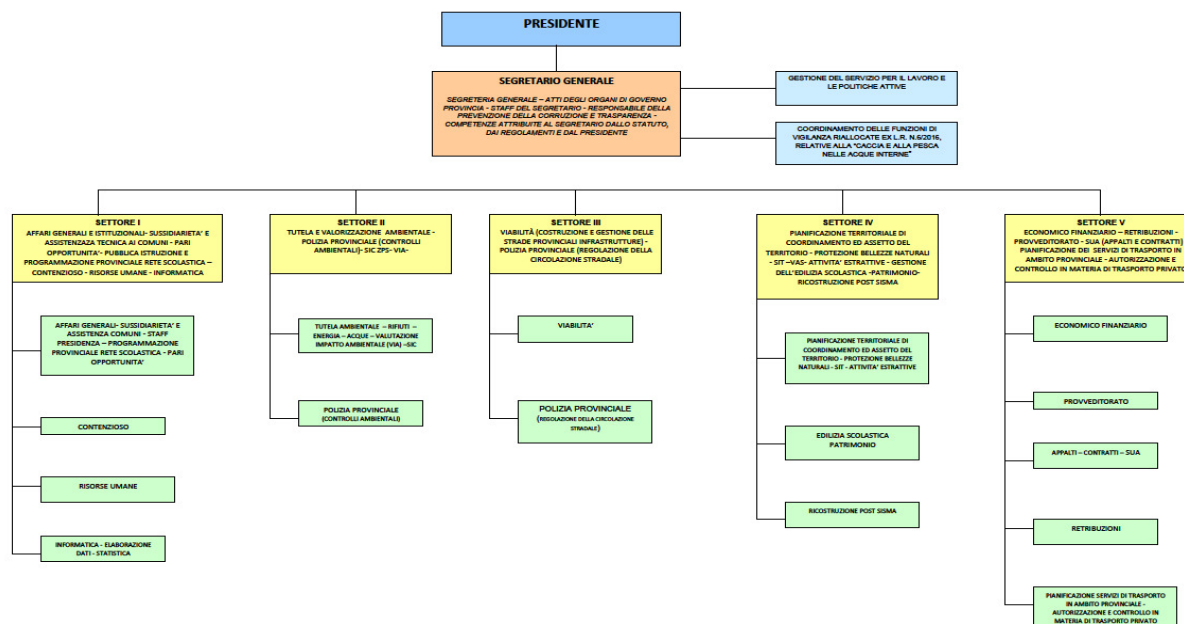 PRESIDENTE
SEGRETARIO GENERALE
SEGRETERIA GENERALE – ATTI DEGLI ORGANI DI GOVERNO
PROVINCIA - STAFF DEL SEGRETARIO - RESPONSABILE DELLA
PREVENZIONE DELLA CORRUZIONE E TRASPARENZA -
COMPETENZE ATTRIBUITE AL SEGRETARIO DALLO STATUTO,
DAI REGOLAMENTI E DAL PRESIDENTE
GESTIONE DEL SERVIZIO PER IL LAVORO E
LE POLITICHE ATTIVE
COORDINAMENTO DELLE FUNZIONI DI
VIGILANZA RIALLOCATE EX L.R. N.6/2016,
RELATIVE ALLA "CACCIA E ALLA PESCA
NELLE ACQUE INTERNE"
SETTORE I
AFFARI GENERALI E ISTITUZIONALI- SUSSIDIARIETA' E
ASSISTENZAZA TECNICA AI COMUNI - PARI
OPPORTUNITA'- PUBBLICA ISTRUZIONE E
PROGRAMMAZIONE PROVINCIALE RETE SCOLASTICA –
CONTENZIOSO - RISORSE UMANE - INFORMATICA
AFFARI GENERALI- SUSSIDIARIETA' E
ASSISTENZA COMUNI - STAFF
PRESIDENZA – PROGRAMMAZIONE
PROVINCIALE RETE SCOLASTICA - PARI
OPPORTUNITA'
CONTENZIOSO
RISORSE UMANE
INFORMATICA - ELABORAZIONE
DATI - STATISTICA
SETTORE II
TUTELA E VALORIZZAZIONE AMBIENTALE -
POLIZIA PROVINCIALE (CONTROLLI
AMBIENTALI)- SIC ZPS- VIA-
TUTELA AMBIENTALE – RIFIUTI –
ENERGIA – ACQUE – VALUTAZIONE
IMPATTO AMBIENTALE (VIA) –SIC
POLIZIA PROVINCIALE
(CONTROLLI AMBIENTALI)
SETTORE III
VIABILITÂ (COSTRUZIONE E GESTIONE DELLE
STRADE PROVINCIALI INFRASTRUTTURE) -
POLIZIA PROVINCIALE (REGOLAZIONE DELLA
CIRCOLAZIONE STRADALE)
VIABILITA'
POLIZIA PROVINCIALE
(REGOLAZIONE DELLA CIRCOLAZIONE
STRADALE)
SETTORE IV
PIANIFICAZIONE TERRITORIALE DI
COORDINAMENTO ED ASSETTO DEL
TERRITORIO - PROTEZIONE BELLEZZE NATURALI
- SIT –VAS- ATTIVITA' ESTRATTIVE - GESTIONE
DELL'EDILIZIA SCOLASTICA -PATRIMONIO-
RICOSTRUZIONE POST SISMA
PIANIFICAZIONE TERRITORIALE DI
COORDINAMENTO ED ASSETTO DEL
TERRITORIO - PROTEZIONE BELLEZZE
NATURALI - SIT - ATTIVITA' ESTRATTIVE
EDILIZIA SCOLASTICA
PATRIMONIO
RICOSTRUZIONE POST SISMA
SETTORE V
ECONOMICO FINANZIARIO – RETRIBUZIONI -
PROVVEDITORATO - SUA (APPALTI E CONTRATTI)
PIANIFICAZIONE DEI SERVIZI DI TRASPORTO IN
AMBITO PROVINCIALE - AUTORIZZAZIONE E
CONTROLLO IN MATERIA DI TRASPORTO PRIVATO
ECONOMICO FINANZIARIO
PROVVEDITORATO
APPALTI – CONTRATTI – SUA
RETRIBUZIONI
PIANIFICAZIONE SERVIZI DI TRASPORTO
IN AMBITO PROVINCIALE -
AUTORIZZAZIONE E CONTROLLO IN
MATERIA DI TRASPORTO PRIVATO